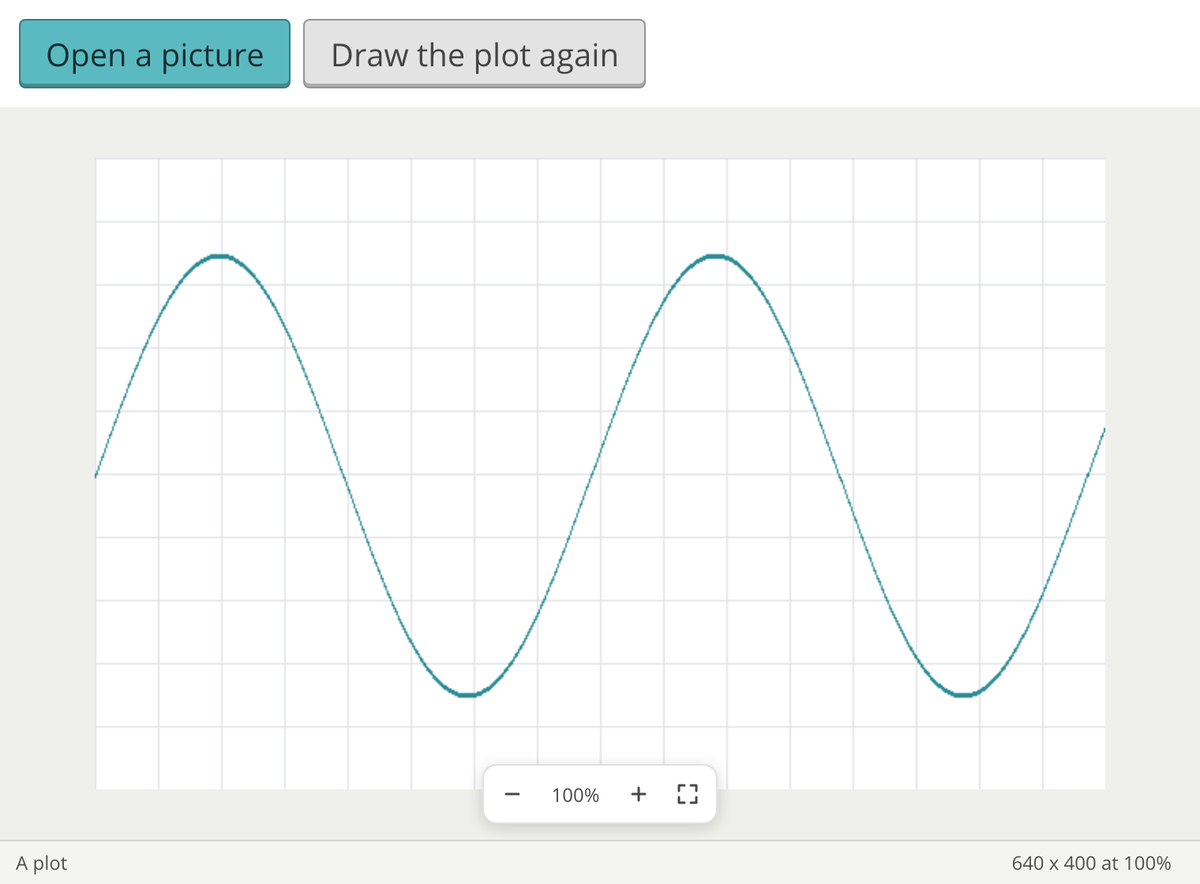 Open a picture
Draw the plot again
100%
A plot
640 x 400 at 100%